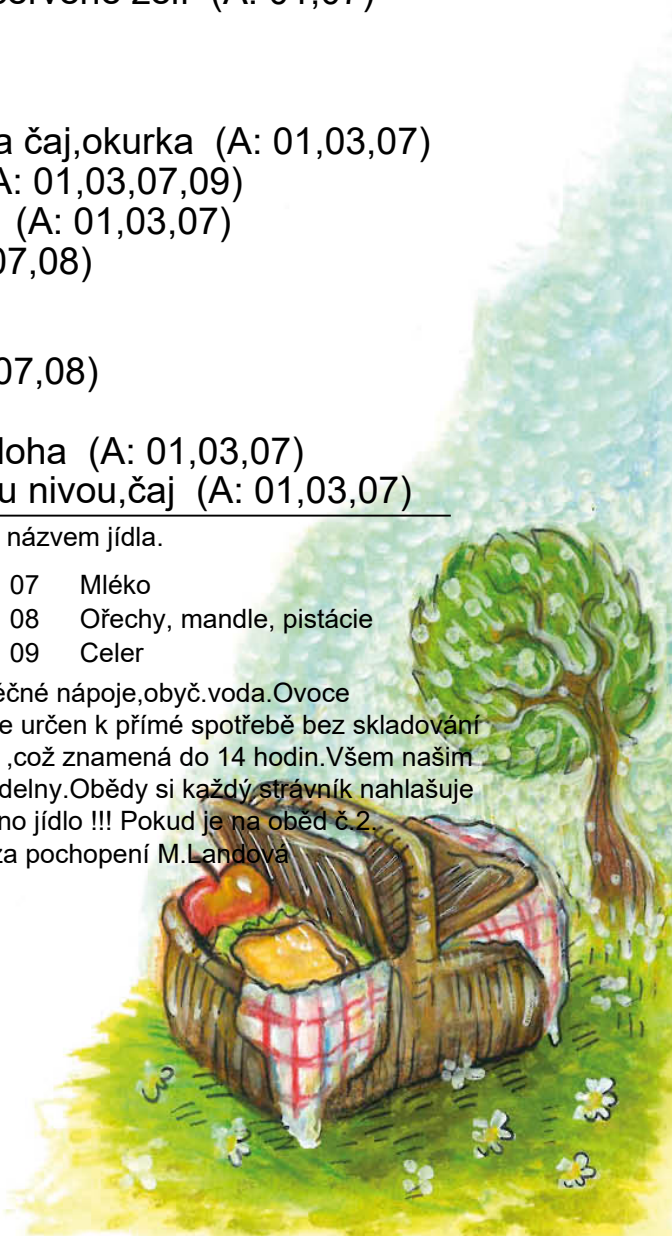 (A: 01,07)
a čaj,okurka (A: 01,03,07)
A: 01,03,07,09)
(A: 01,03,07)
07,08)
07,08)
loha (A: 01,03,07)
u nivou,čaj (A: 01,03,07)
názvem jídla.
07 Mléko
08 Ořechy, mandle, pistácie
09 Celer
éčné nápoje,obyč.voda.Ovoce
e určen k přímé spotřebě bez skladování
,což znamená do 14 hodin.Všem našim
delny.Obědy si každý strávník nahlašuje
no jídlo !!! Pokud je na oběd č.2.
za pochopení M.Landová